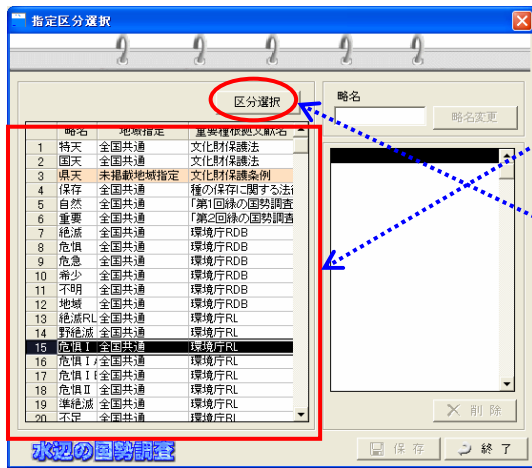 指定区分選択
区分選択
略名
略名変更
略名 地域指定 重要種根拠文献名
1 特天 全国共通 文化財保護法
2 国天 全国共通 文化財保護法
3 県天 未掲載地域指定 文化財保護条例
4 保存 全国共通 種の保存に関する法
5 自然 全国共通 「第1回緑の国勢調査
6 重要 全国共通 「第2回緑の国勢調査
7 絶滅 全国共通 環境庁RDB
8 危惧 全国共通 環境庁RDB
9 危急 全国共通 環境庁RDB
10 希少 全国共通 環境庁RDB
11 不明 全国共通 環境庁RDB
12 地域 全国共通 環境庁RDB
13 絶滅RL 全国共通 環境庁RL
14 野絶滅 全国共通 環境庁RL
15 危惧Ⅰ 全国共通 環境庁RL
16 危惧ⅠA 全国共通 環境庁RL
17 危惧ⅠB 全国共通 環境庁RL
18 危惧Ⅱ 全国共通 環境庁RL
19 準絶滅 全国共通 環境庁RL
20 不足 全国共通 環境庁RL
削除
水辺の国勢調査
保存
終了